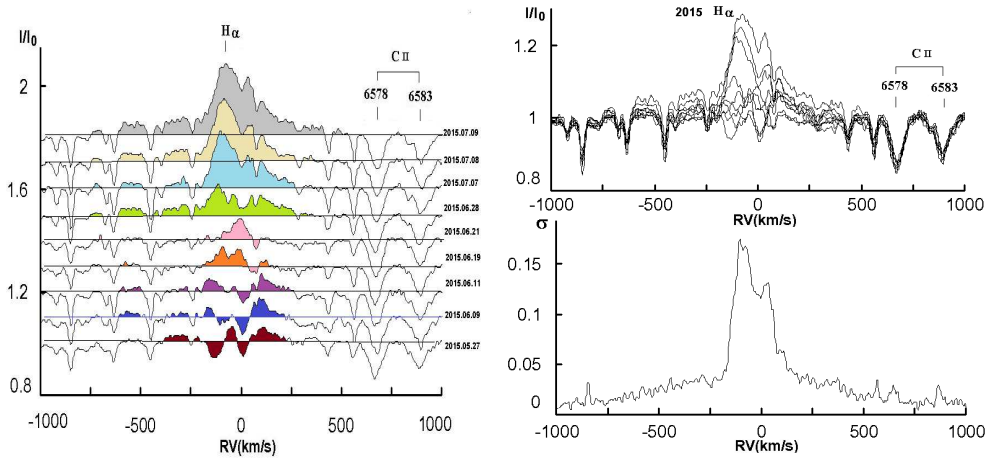 I/I0
Hα
CII
6578 6583
2
1.6
1.2
0.8
2015.07.09
2015.07.08
2015.07.07
2015.06.28
2015.06.21
2015.06.19
2015.06.11
2015.06.09
2015.05.27
-1000 -500 0 500 1000
RV(km/s)
I/I0
2015 Hα
CII
6578 6583
1.2
1
0.8
-1000 -500 0 500 1000
RV(km/s)
σ
0.15
0.1
0.05
0
-1000 -500 0 500 1000
RV(km/s)